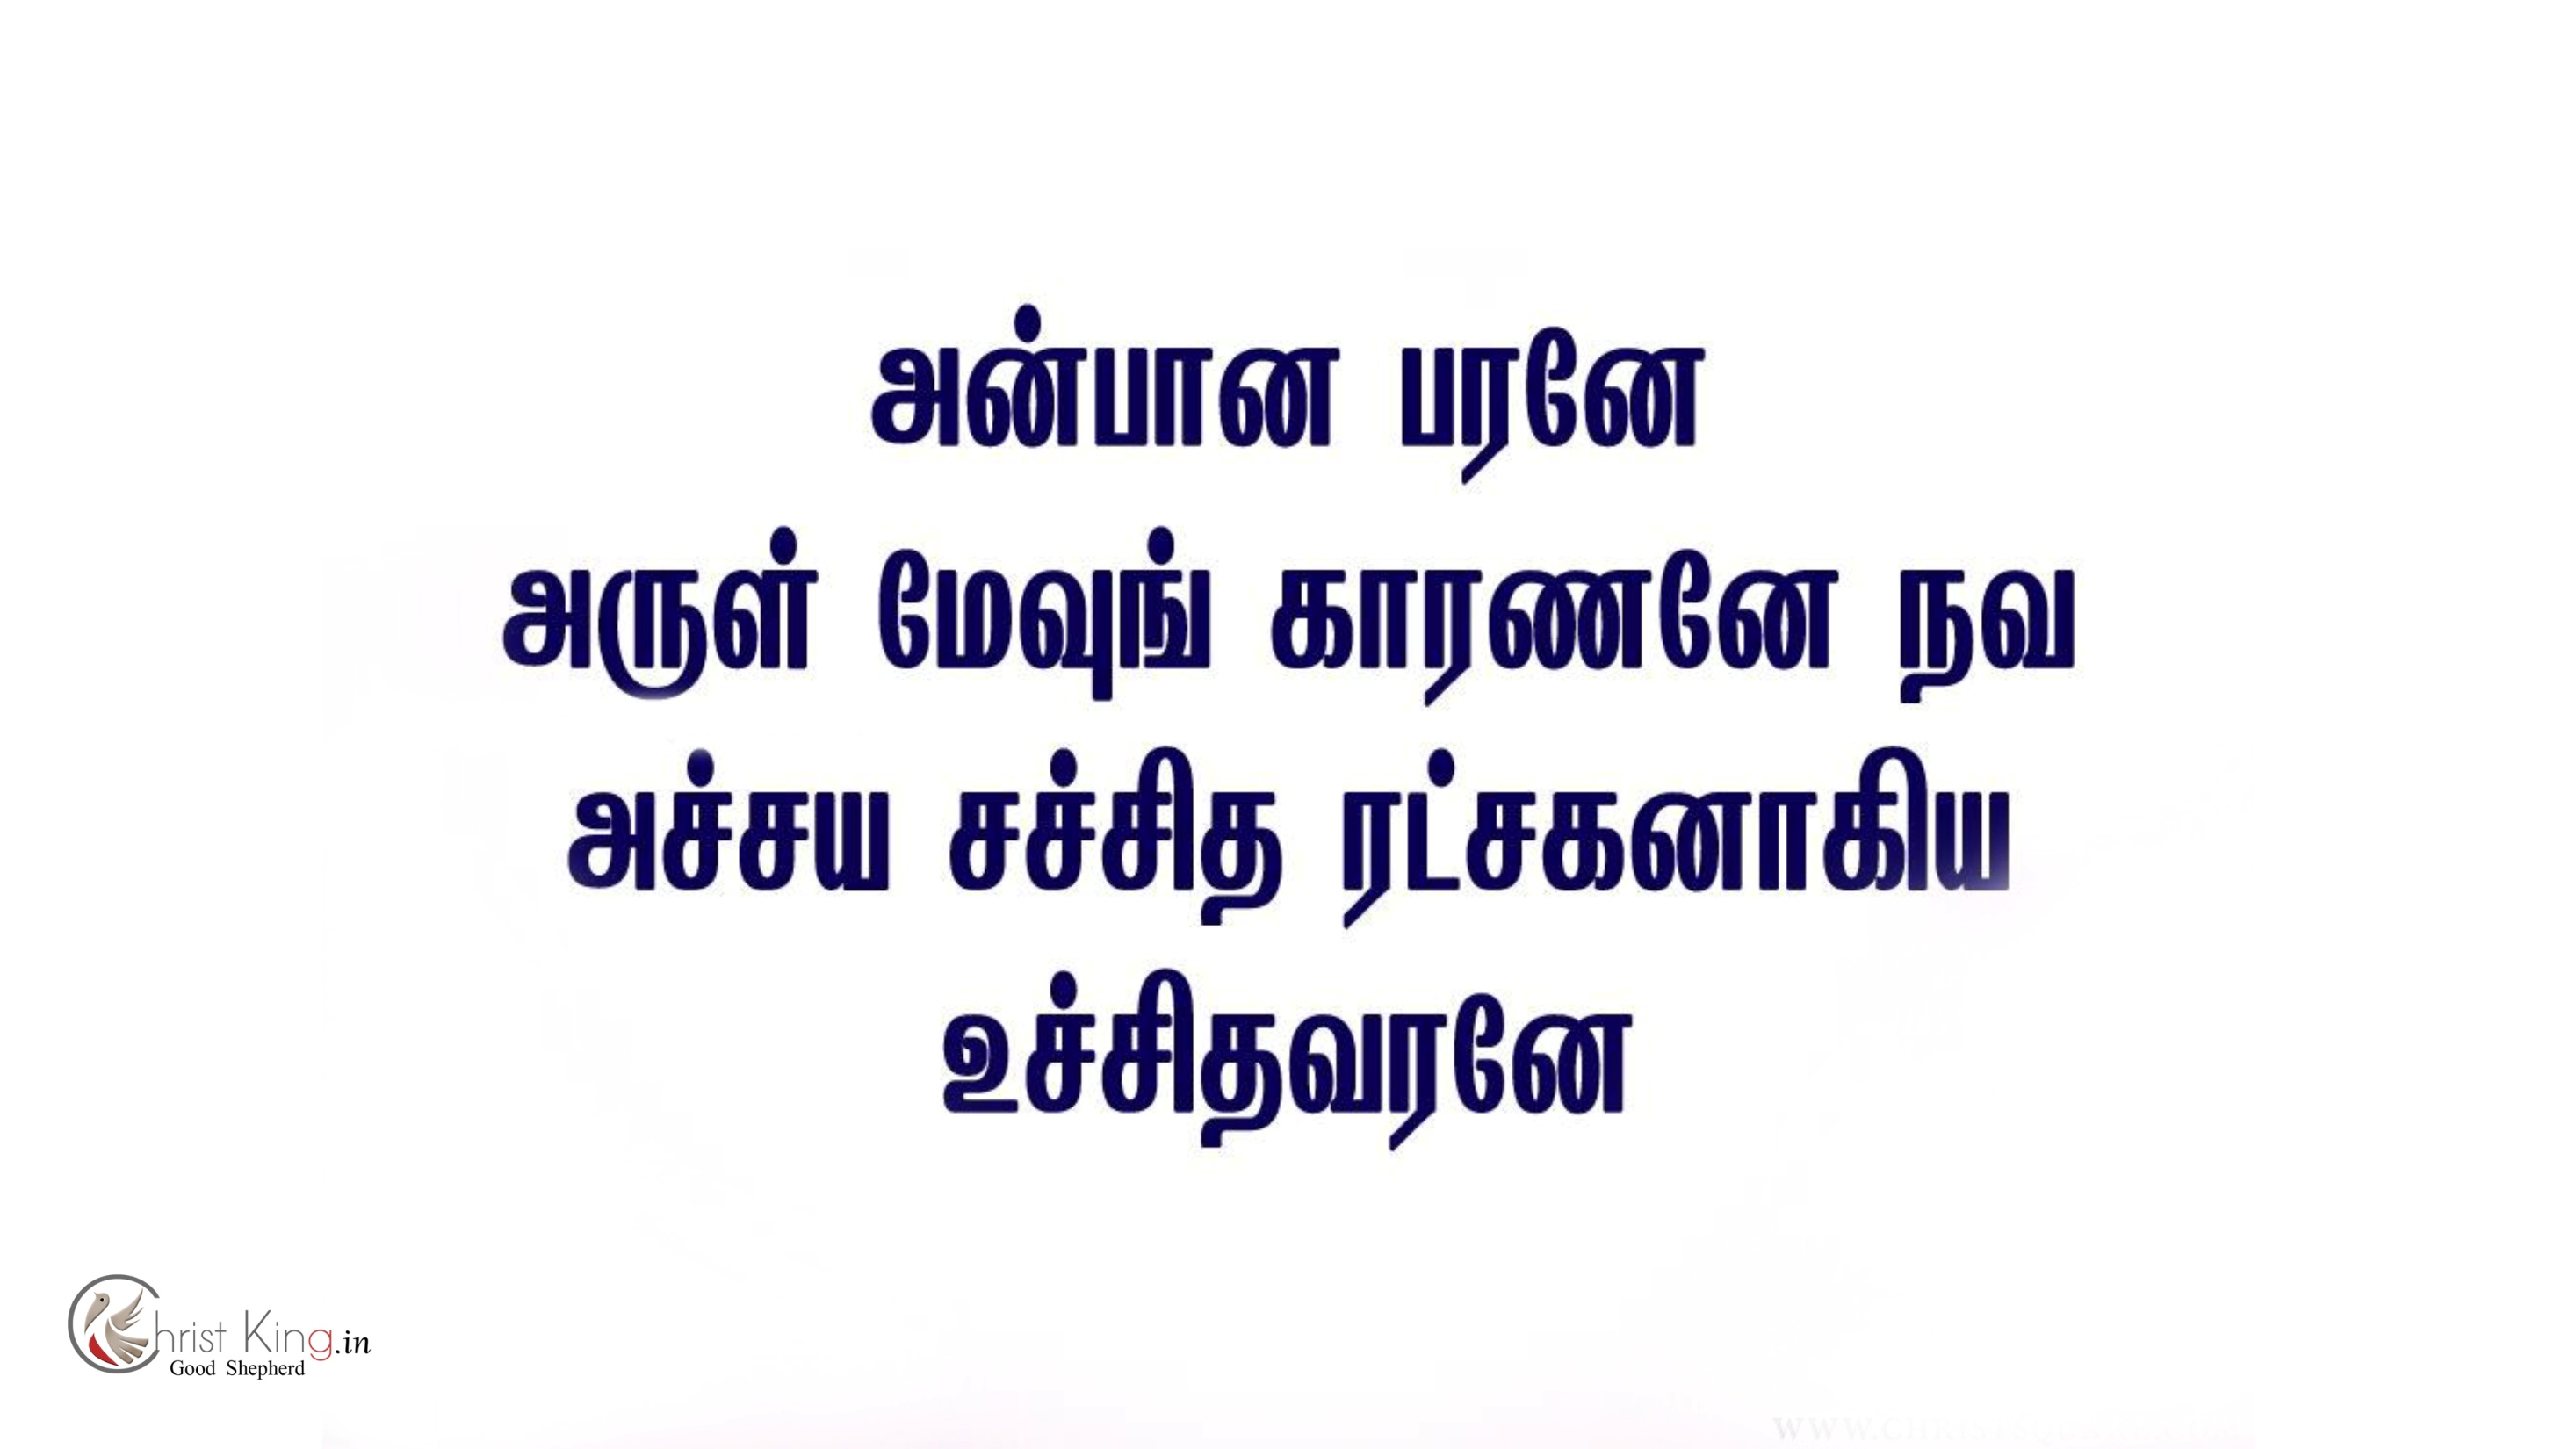 அன்பான பரனே
அருள் மேவுங் காரணனே நவ
அச்சய சச்சித ரட்சகனாகிய
உச்சிதவரனே
Christ King.in
Good Shepherd